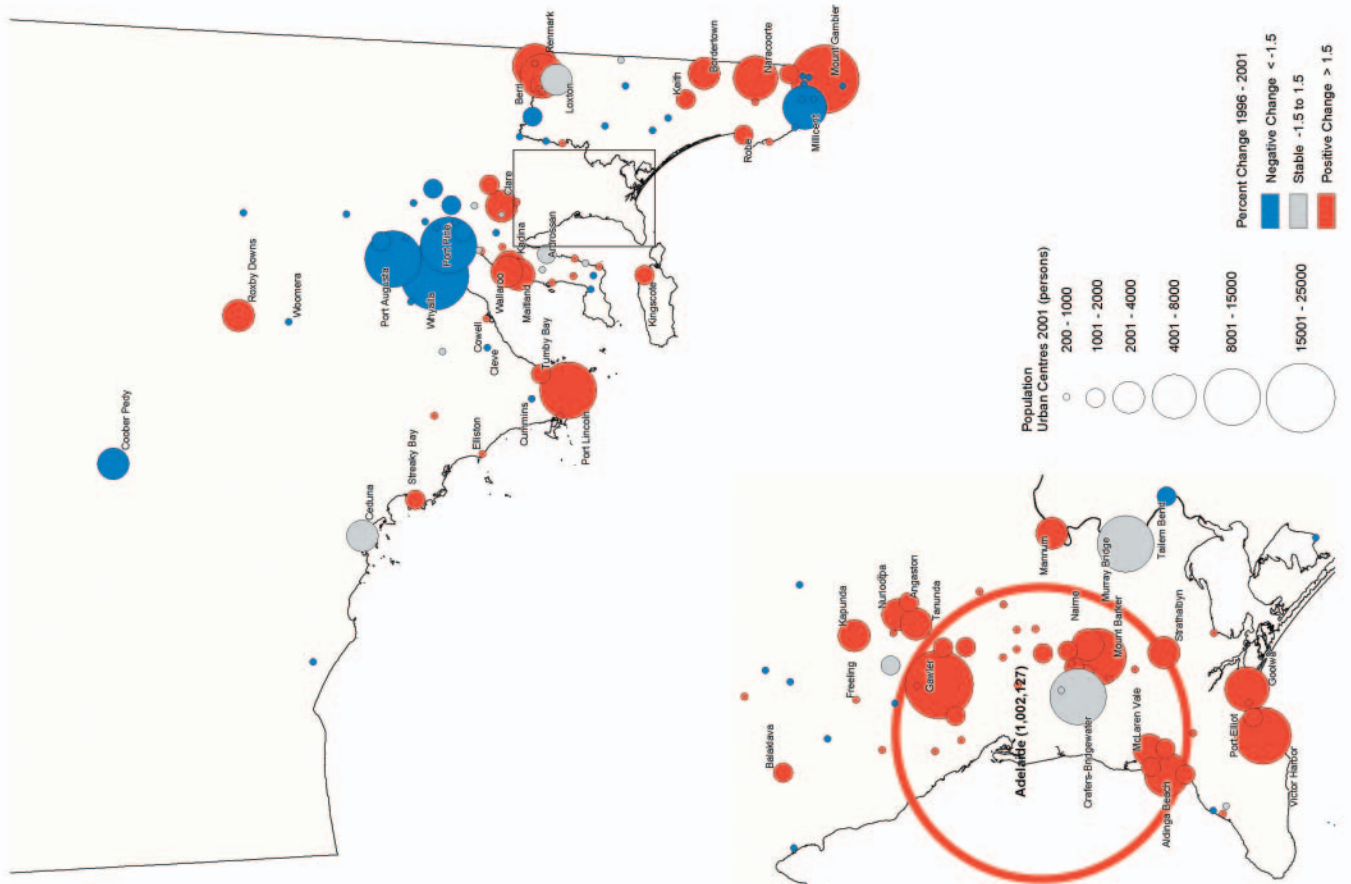 Coober Pedy
Roxby Downs
Woomera
Ceduna
Streaky Bay
Port Augusta
Whyalla
Port Pirie
Elliston
Cowell
Cleve
Tumby Bay
Cummins
Port Lincoln
Wallaroo
Kadina
Maitland
Ardrossan
Clare
Kingscote
Renmark
Berri
Loxton
Keith
Bordertown
Naracoorte
Robe
Millicent
Mount Gambier
Balaklava
Freeling
Kapunda
Nuriootpa
Angaston
Tanunda
Gawler
Adelaide (1,002,127)
Crafers-Bridgewater
Nairne
Mount Barker
Mannum
Murray Bridge
Tailem Bend
McLaren Vale
Aldinga Beach
Strathalbyn
Goolwa
Port Elliot
Victor Harbor
Population
Urban Centres 2001 (persons)
200 - 1000
1001 - 2000
2001 - 4000
4001 - 8000
8001 - 15000
15001 - 25000
Percent Change 1996 - 2001
Negative Change < -1.5
Stable -1.5 to 1.5
Positive Change > 1.5